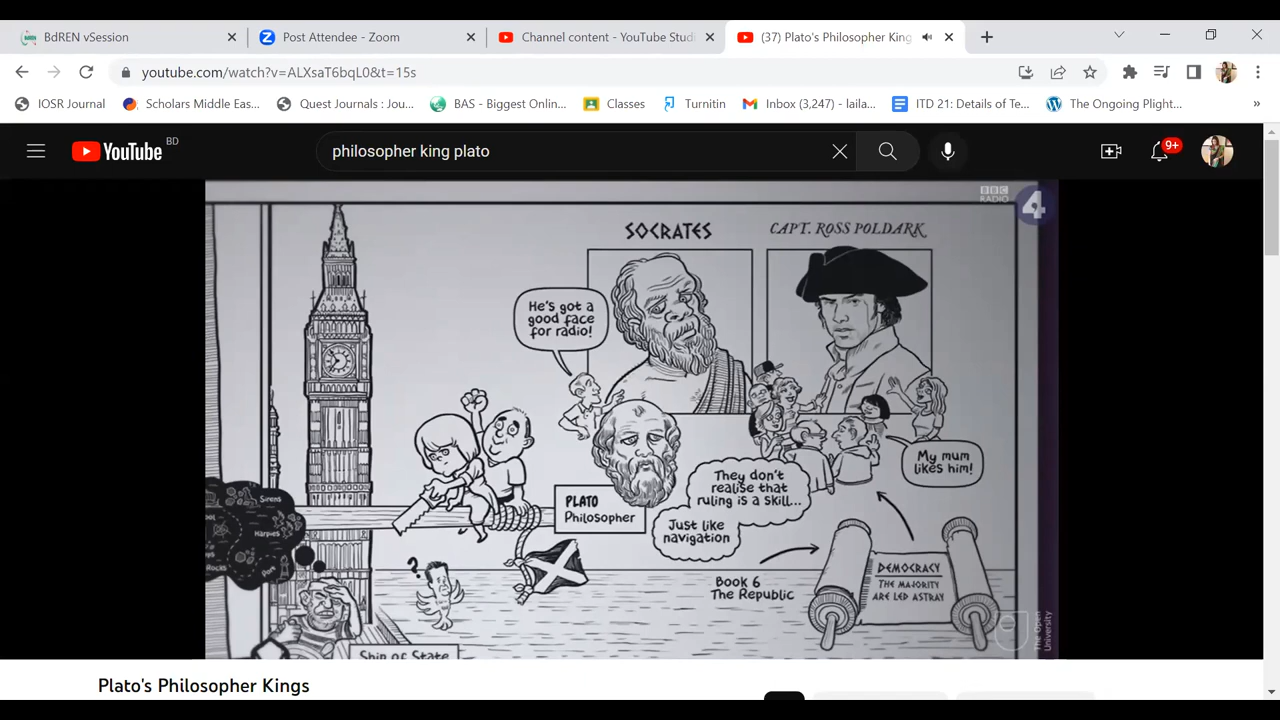 BdREN vSession
Post Attendee - Zoom
Channel content - YouTube Stud
(37) Plato's Philosopher King
youtube.com/watch?v=ALXsaT6bqL0&t=15s
IOSR Journal
Scholars Middle Eas...
Quest Journals : Jou...
BAS - Biggest Onlin...
Classes
Turnitin
Inbox (3,247) - laila...
ITD 21: Details of Te...
The Ongoing Plight...
»
YouTube BD
philosopher king plato
9+
BBC
RADIO
4
SOCRATES
CAPT. ROSS POLDARK
He's got a
good face
for radio!
My mum
likes him!
They don't
realise that
ruling is a skill...
Just like
navigation
PLATO
Philosopher
Sirens
Harpies
Rocks
?
Book 6
The Republic
DEMOCRACY
THE MAJORITY
ARE LED ASTRAY
The Open
University
Ship of State
Plato's Philosopher Kings